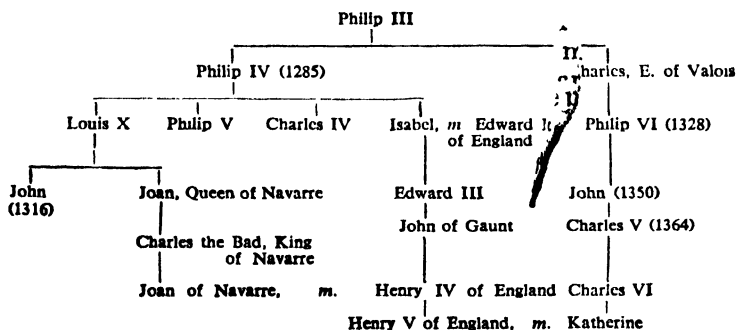 Philip III
Philip IV (1285) Charles, E. of Valois
Louis X Philip V Charles IV Isabel, m Edward of England Philip VI (1328)
John (1316) Joan, Queen of Navarre Edward III John (1350)
Charles the Bad, King of Navarre John of Gaunt Charles V (1364)
Joan of Navarre, m. Henry IV of England Charles VI
Henry V of England, m. Katherine